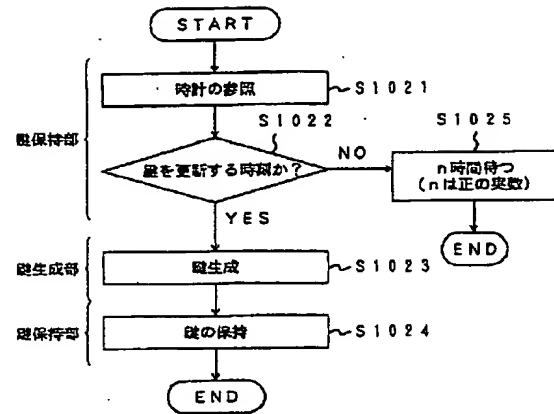 START
時計の参照
S1021
鍵保持部
S1022
鍵を更新する時刻か?
NO
S1025
n時間待つ
(nは正の実数)
END
YES
鍵生成部
鍵生成
S1023
鍵保持部
鍵の保持
S1024
END